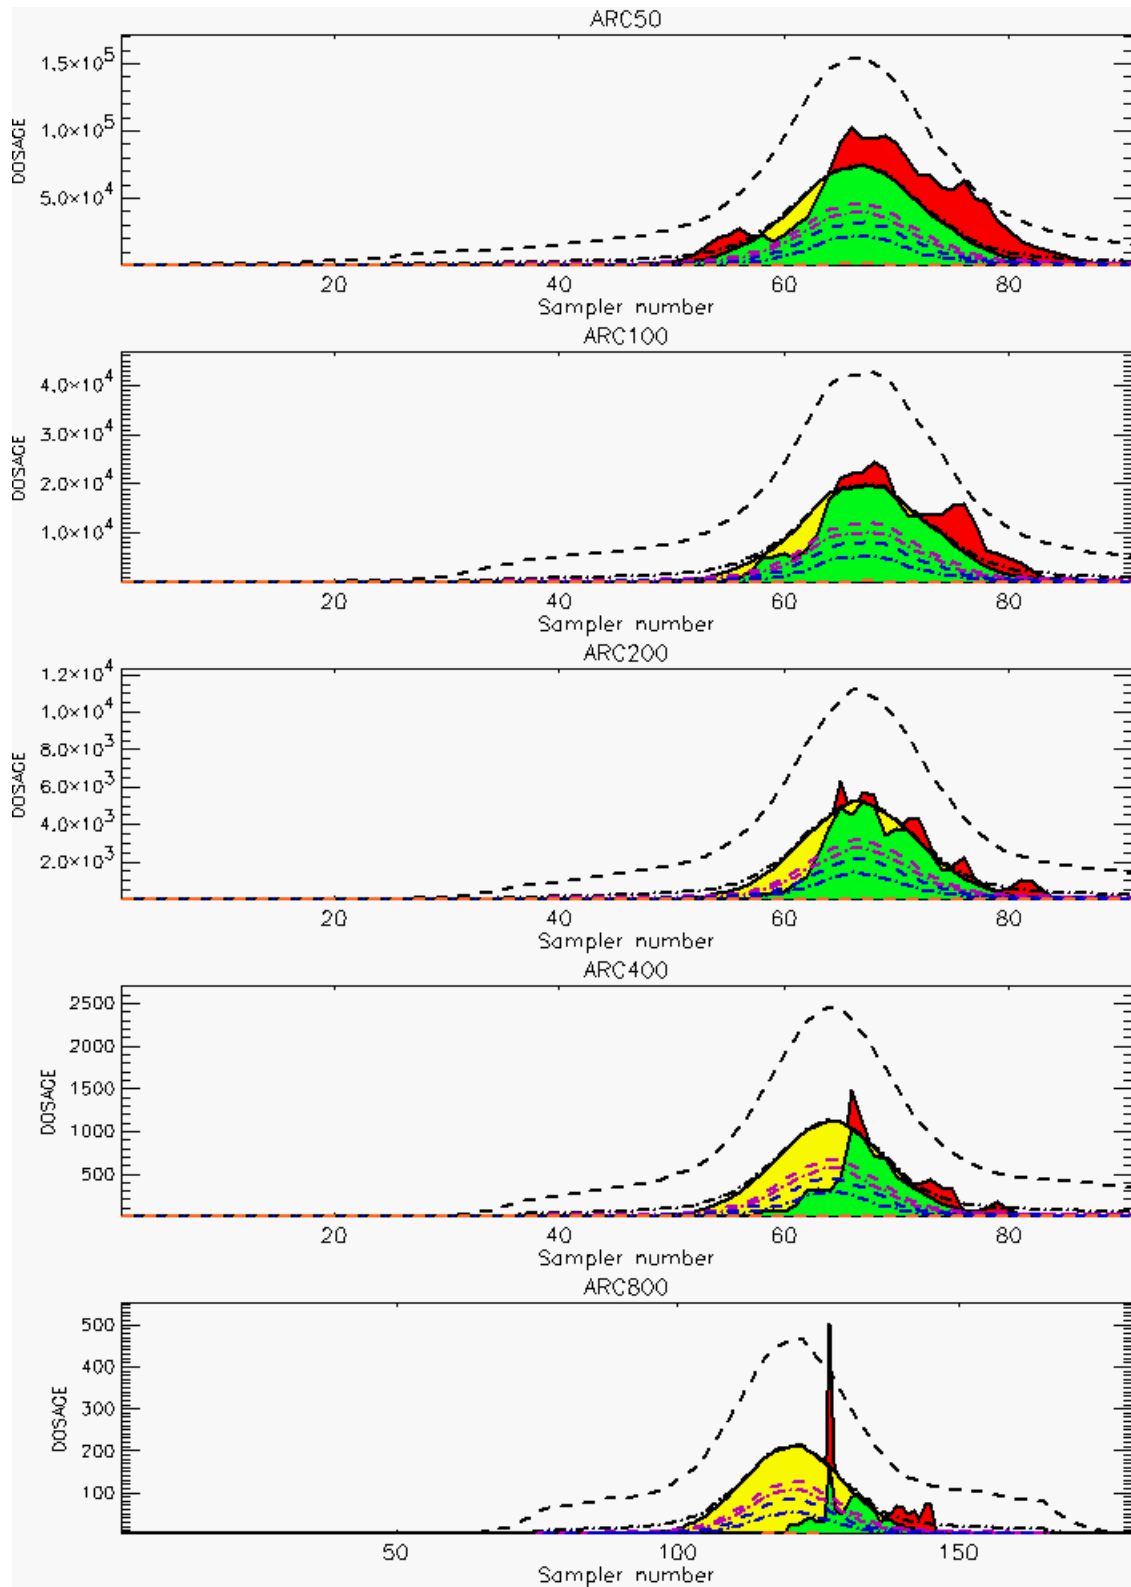 ARC50
1.5×10^5
1.0×10^5
5.0×10^4
DOSAGE
20 40 60 80
Sampler number
ARC100
4.0×10^4
3.0×10^4
2.0×10^4
1.0×10^4
DOSAGE
20 40 60 80
Sampler number
ARC200
1.2×10^4
1.0×10^4
8.0×10^3
6.0×10^3
4.0×10^3
2.0×10^3
DOSAGE
20 40 60 80
Sampler number
ARC400
2500
2000
1500
1000
500
DOSAGE
20 40 60 80
Sampler number
ARC800
500
400
300
200
100
DOSAGE
50 100 150
Sampler number